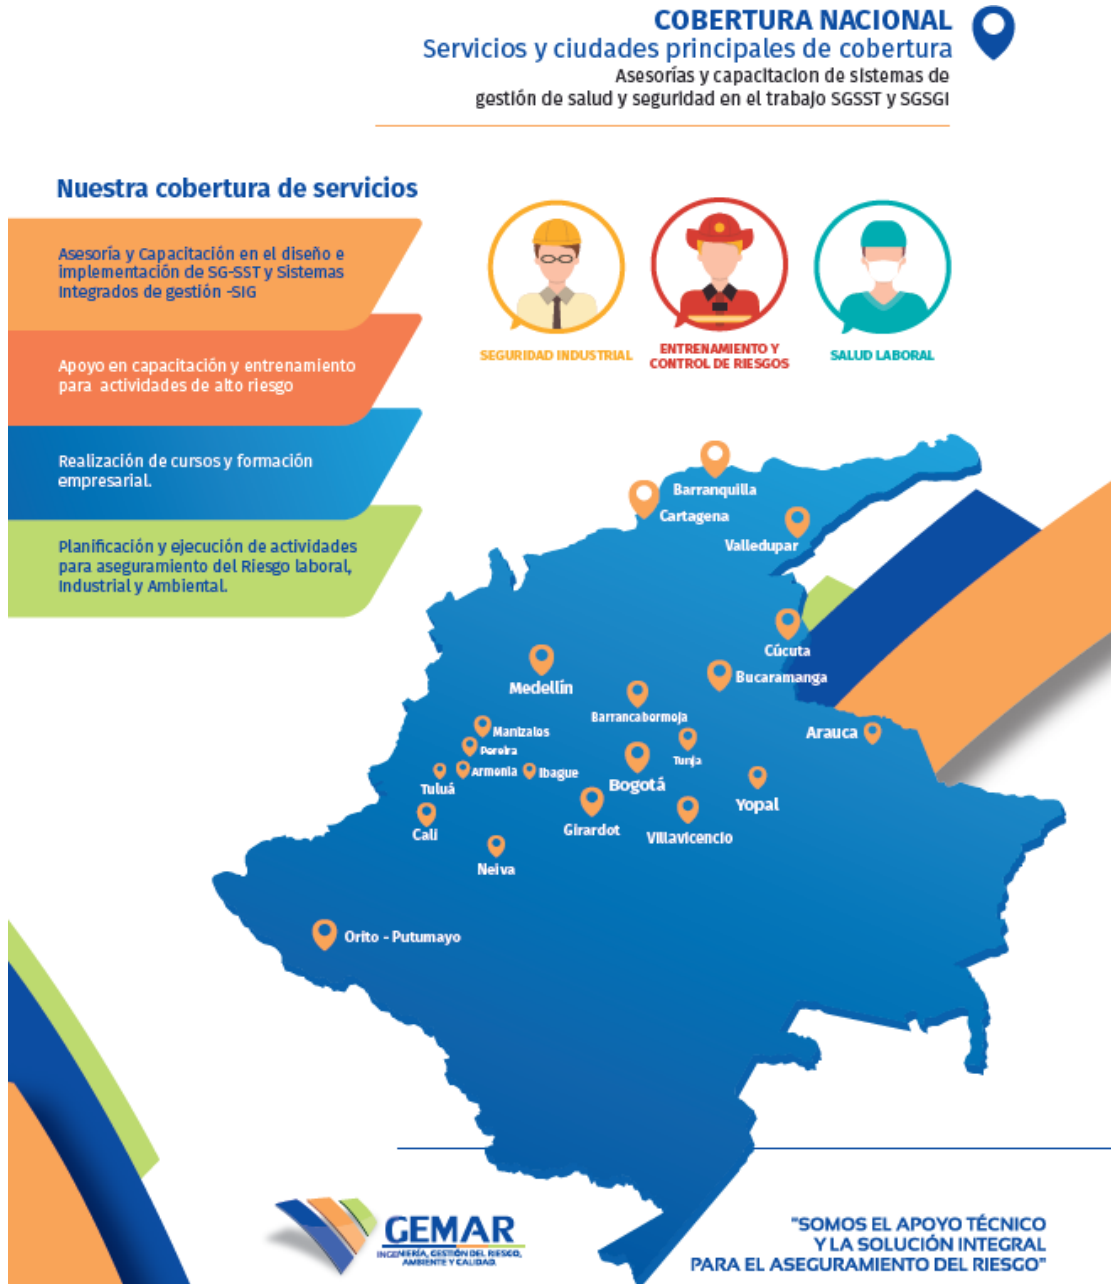 COBERTURA NACIONAL
Servicios y ciudades principales de cobertura
Asesorías y capacitacion de sistemas de
gestión de salud y seguridad en el trabajo SGSST y SGSGI
Nuestra cobertura de servicios
Asesoría y Capacitación en el diseño e
implementación de SG-SST y Sistemas
Integrados de gestión -SIG
Apoyo en capacitación y entrenamiento
para actividades de alto riesgo
Realización de cursos y formación
empresarial.
Planificación y ejecución de actividades
para aseguramiento del Riesgo laboral,
Industrial y Ambiental.
SEGURIDAD INDUSTRIAL
ENTRENAMIENTO Y
CONTROL DE RIESGOS
SALUD LABORAL
Barranquilla
Cartagena
Valledupar
Cúcuta
Bucaramanga
Medellín
Barrancabermeja
Manizales
Arauca
Pereira
Tunja
Armenia
Ibague
Tuluá
Bogotá
Yopal
Girardot
Cali
Villavicencio
Neiva
Orito - Putumayo
GEMAR
INGENIERÍA, GESTIÓN DEL RIESGO,
AMBIENTE Y CALIDAD.
"SOMOS EL APOYO TÉCNICO
Y LA SOLUCIÓN INTEGRAL
PARA EL ASEGURAMIENTO DEL RIESGO"